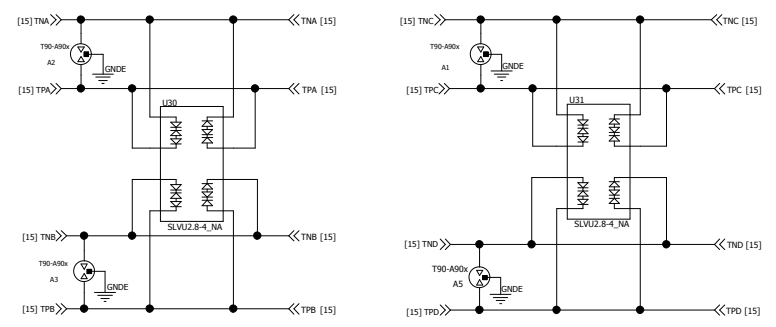 [15] TNA
TNA [15]
T90-A90x
A2
GNDE
[15] TPA
TPA [15]
U30
SLVU2.8-4_NA
[15] TNB
TNB [15]
T90-A90x
A3
GNDE
[15] TPB
TPB [15]
[15] TNC
TNC [15]
T90-A90x
A1
GNDE
[15] TPC
TPC [15]
U31
SLVU2.8-4_NA
[15] TND
TND [15]
T90-A90x
A5
GNDE
[15] TPD
TPD [15]